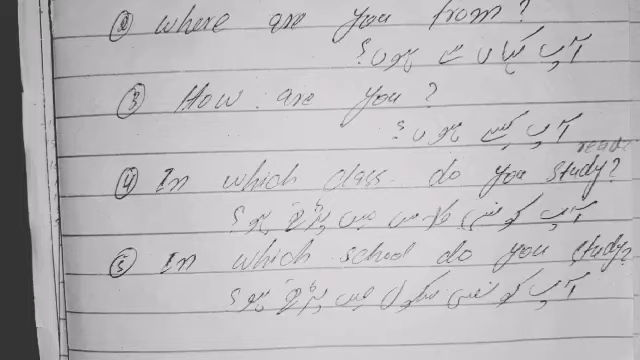 ② where are you from?
آپ کہاں سے ہوں؟
③ How are you?
آپ کیسے ہوں؟
④ In which class do you study?
آپ کونسی کلاس میں پڑھتے ہو؟
⑤ In which school do you study?
آپ کونسی سکول میں پڑھتے ہو؟